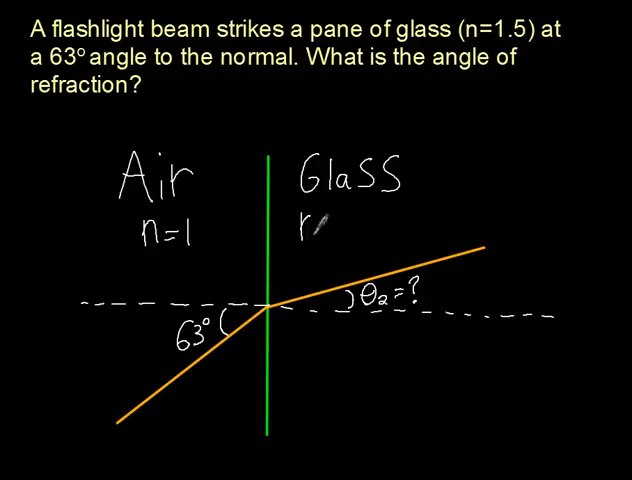 A flashlight beam strikes a pane of glass (n=1.5) at
a 63° angle to the normal. What is the angle of
refraction?
Air
Glass
n=1
63°
θ₂=?